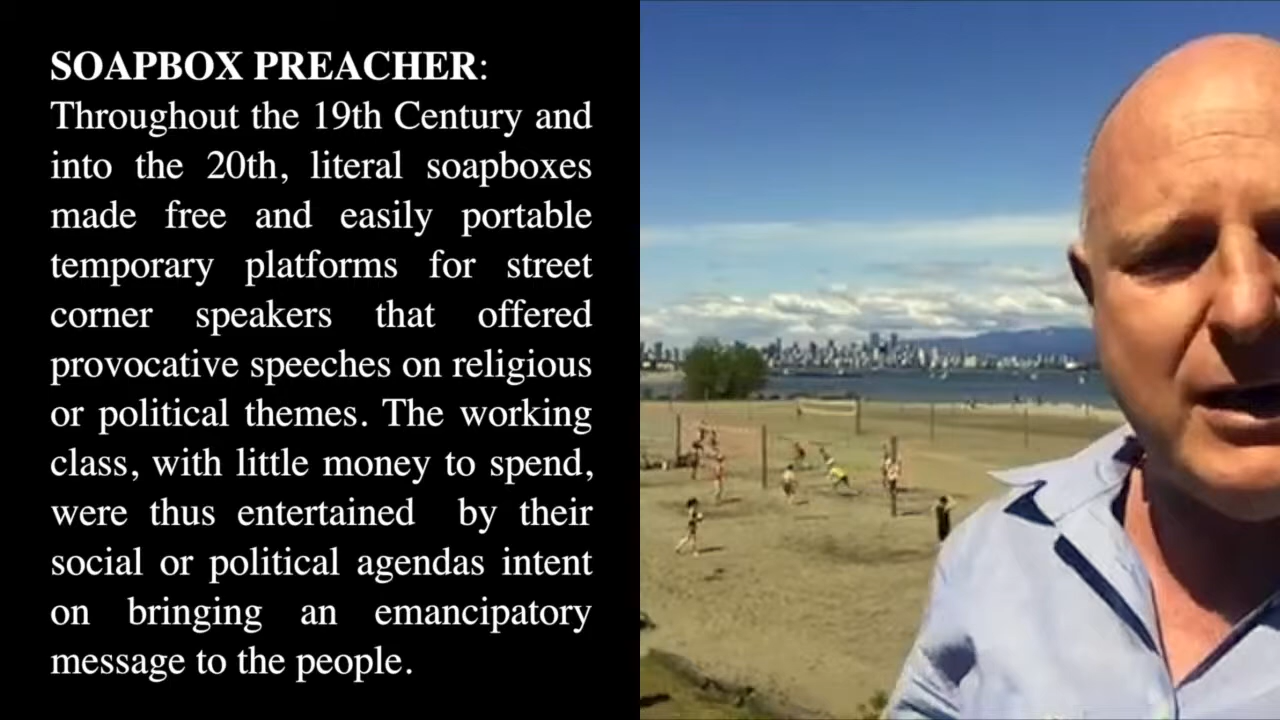 SOAPBOX PREACHER:
Throughout the 19th Century and
into the 20th, literal soapboxes
made free and easily portable
temporary platforms for street
corner speakers that offered
provocative speeches on religious
or political themes. The working
class, with little money to spend,
were thus entertained by their
social or political agendas intent
on bringing an emancipatory
message to the people.